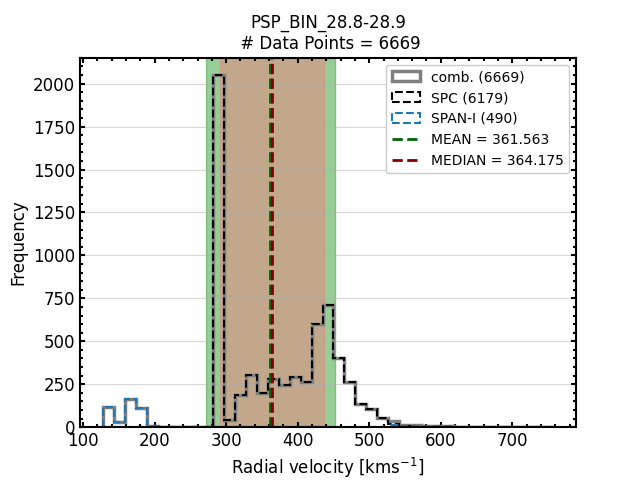 PSP_BIN_28.8-28.9
# Data Points = 6669
comb. (6669)
SPC (6179)
SPAN-I (490)
MEAN = 361.563
MEDIAN = 364.175
Frequency
2000
1750
1500
1250
1000
750
500
250
0
100 200 300 400 500 600 700
Radial velocity [kms⁻¹]